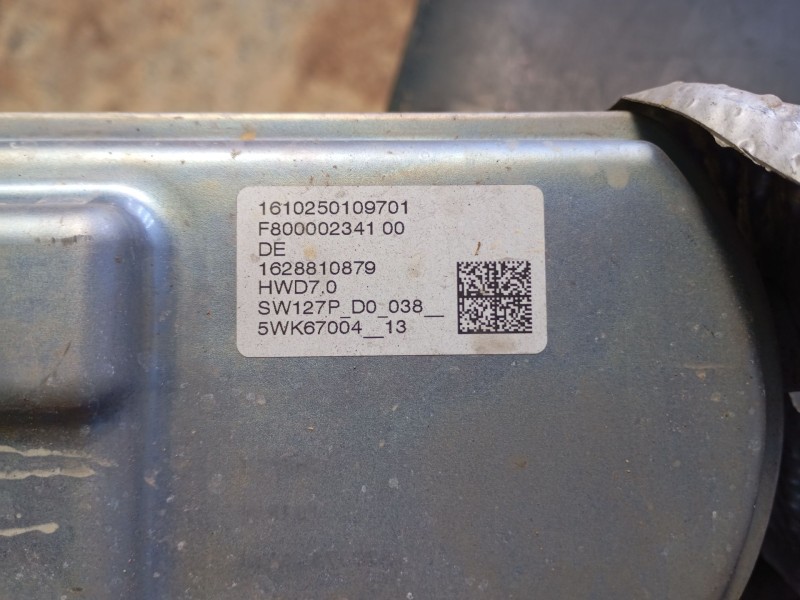 1610250109701
F800002341 00
DE
1628810879
HWD7.0
SW127P_D0_038__
5WK67004__13